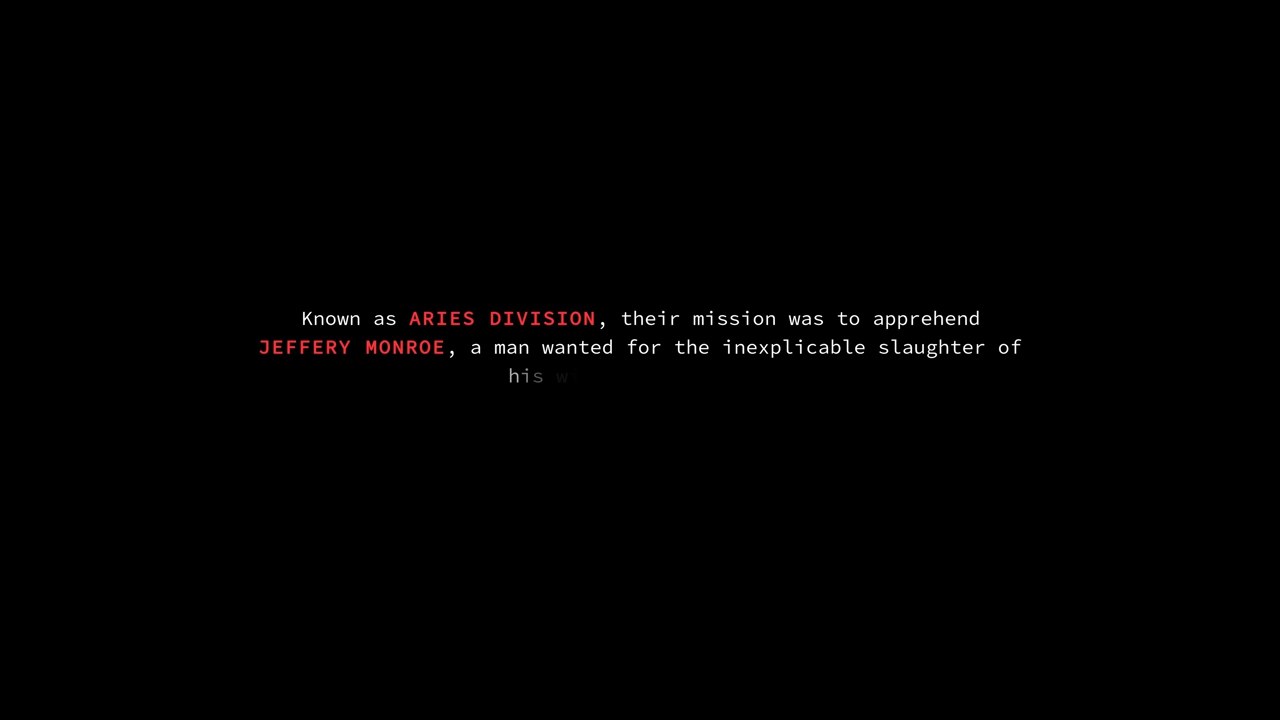 Known as ARIES DIVISION, their mission was to apprehend
JEFFERY MONROE, a man wanted for the inexplicable slaughter of
his